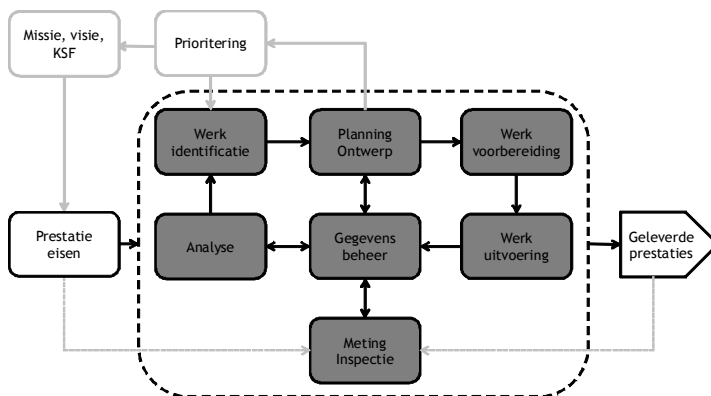 Missie, visie,
KSF
Prioritering
Werk
identificatie
Planning
Ontwerp
Werk
voorbereiding
Prestatie
eisen
Analyse
Gegevens
beheer
Werk
uitvoering
Geleverde
prestaties
Meting
Inspectie